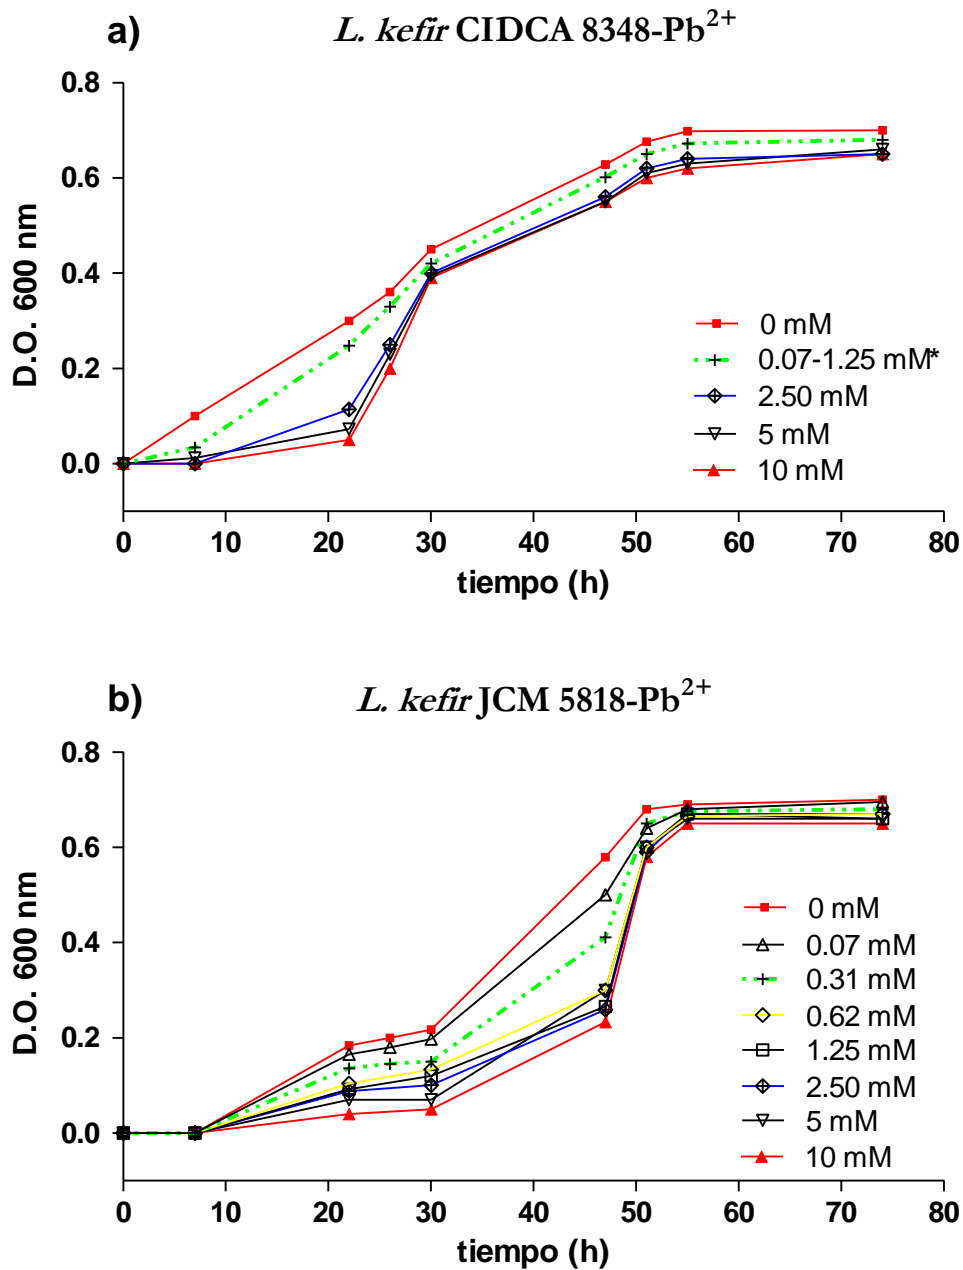 a)
L. kefir CIDCA 8348-Pb2+
0.8
0.6
0.4
0.2
0.0
D.O. 600 nm
0 mM
0.07-1.25 mM*
2.50 mM
5 mM
10 mM
0 10 20 30 40 50 60 70 80
tiempo (h)
b)
L. kefir JCM 5818-Pb2+
0.8
0.6
0.4
0.2
0.0
D.O. 600 nm
0 mM
0.07 mM
0.31 mM
0.62 mM
1.25 mM
2.50 mM
5 mM
10 mM
0 10 20 30 40 50 60 70 80
tiempo (h)